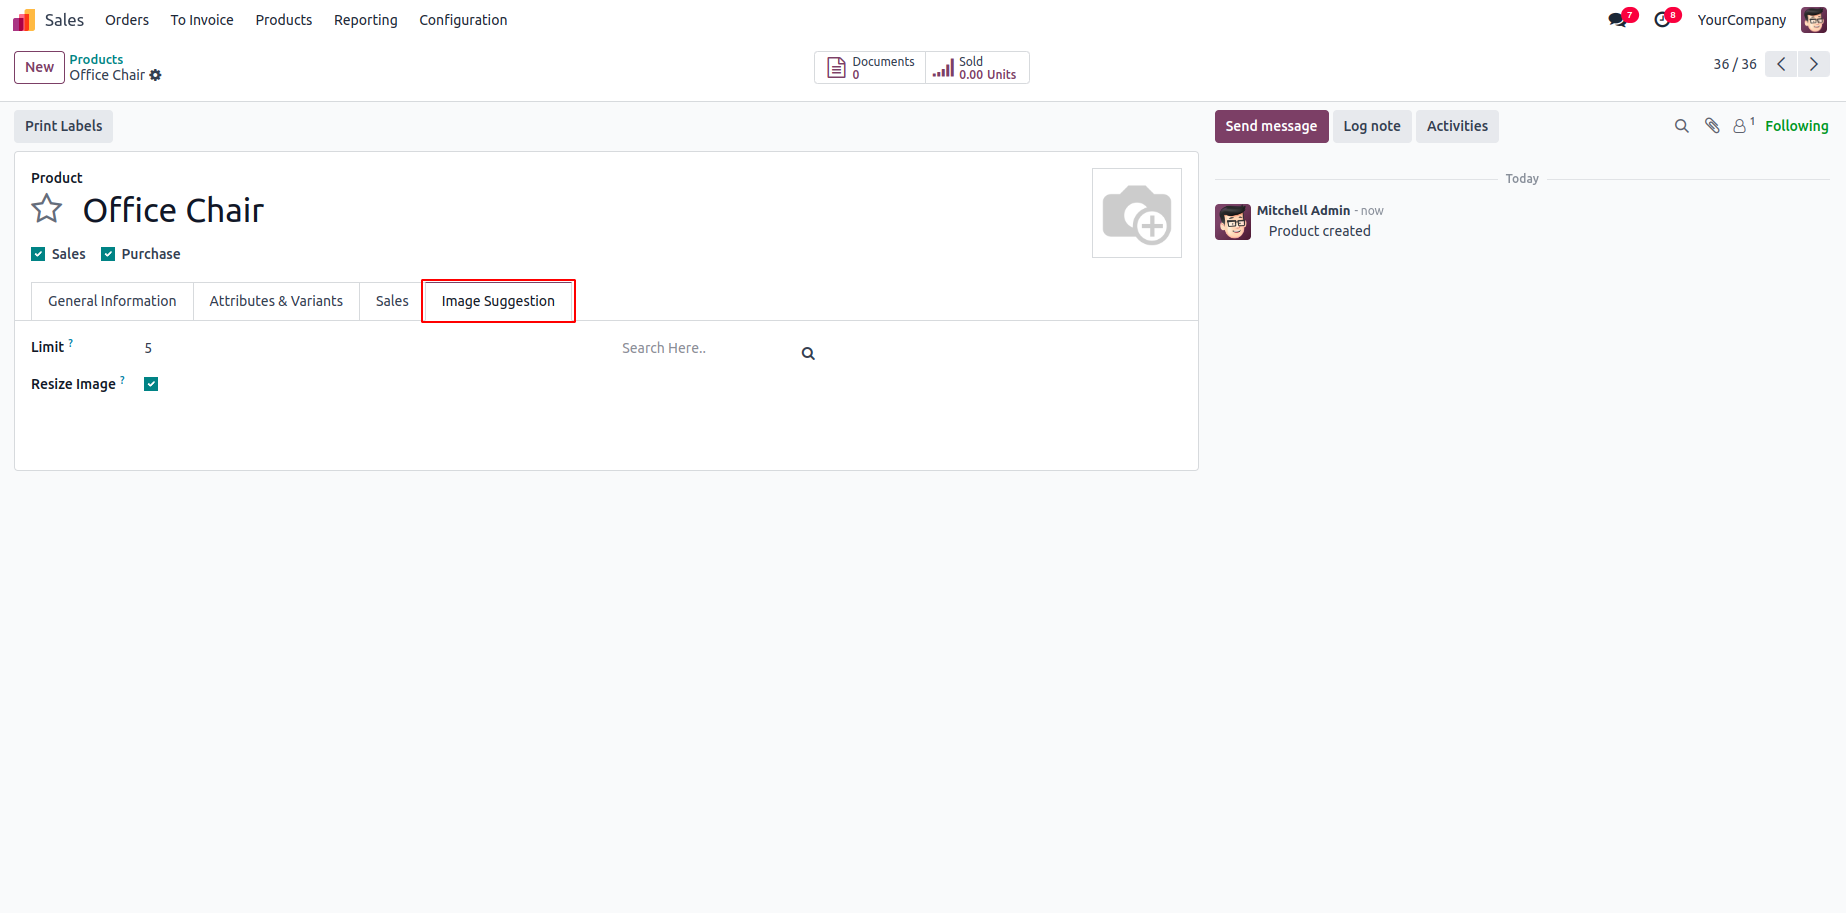 Sales Orders To Invoice Products Reporting Configuration 7 8 YourCompany
New Products Office Chair
Documents 0 Sold 0.00 Units
36 / 36
Print Labels
Send message Log note Activities 1 Following
Product
Office Chair
Sales Purchase
General Information Attributes & Variants Sales Image Suggestion
Limit ? 5 Search Here..
Resize Image ?
Today
Mitchell Admin - now
Product created